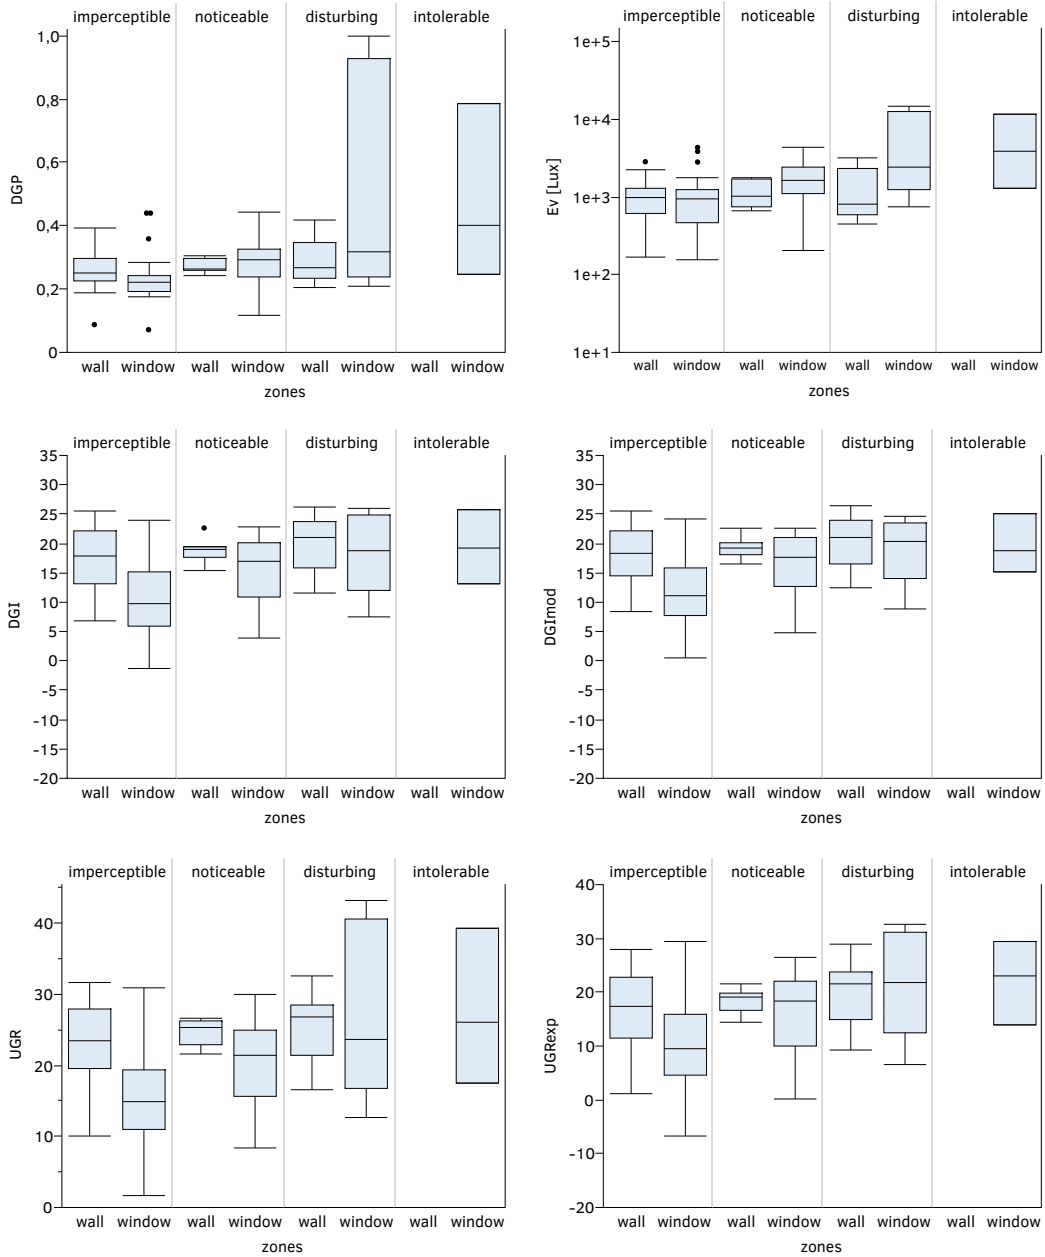 imperceptible noticeable disturbing intolerable
1,0
0,8
0,6
0,4
0,2
0
DGP
wall window wall window wall window wall window
zones
imperceptible noticeable disturbing intolerable
1e+5
1e+4
1e+3
1e+2
1e+1
Ev [Lux]
wall window wall window wall window wall window
zones
imperceptible noticeable disturbing intolerable
35
30
25
20
15
10
5
0
-5
-10
-15
-20
DGI
wall window wall window wall window wall window
zones
imperceptible noticeable disturbing intolerable
35
30
25
20
15
10
5
0
-5
-10
-15
-20
DGImod
wall window wall window wall window wall window
zones
imperceptible noticeable disturbing intolerable
40
30
20
10
0
UGR
wall window wall window wall window wall window
zones
imperceptible noticeable disturbing intolerable
40
30
20
10
0
-10
-20
UGRexp
wall window wall window wall window wall window
zones